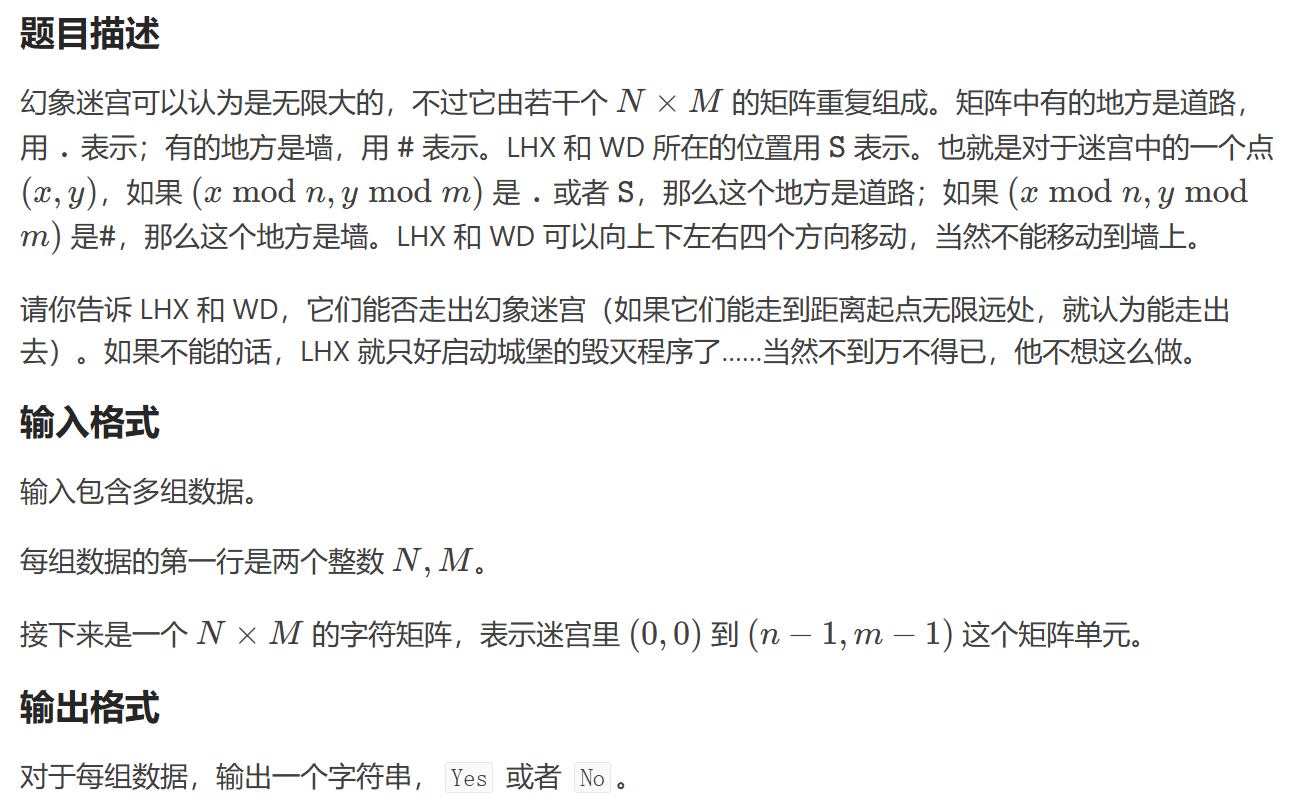 题目描述
幻象迷宫可以认为是无限大的，不过它由若干个 N × M 的矩阵重复组成。矩阵中有的地方是道路，
用 . 表示；有的地方是墙，用 # 表示。LHX 和 WD 所在的位置用 S 表示。也就是对于迷宫中的一个点
(x, y)，如果 (x mod n, y mod m) 是 . 或者 S，那么这个地方是道路；如果 (x mod n, y mod
m) 是#，那么这个地方是墙。LHX 和 WD 可以向上下左右四个方向移动，当然不能移动到墙上。
请你告诉 LHX 和 WD，它们能否走出幻象迷宫（如果它们能走到距离起点无限远处，就认为能走出
去）。如果不能的话，LHX 就只好启动城堡的毁灭程序了……当然不到万不得已，他不想这么做。
输入格式
输入包含多组数据。
每组数据的第一行是两个整数 N, M。
接下来是一个 N × M 的字符矩阵，表示迷宫里 (0, 0) 到 (n − 1, m − 1) 这个矩阵单元。
输出格式
对于每组数据，输出一个字符串， Yes 或者 No 。